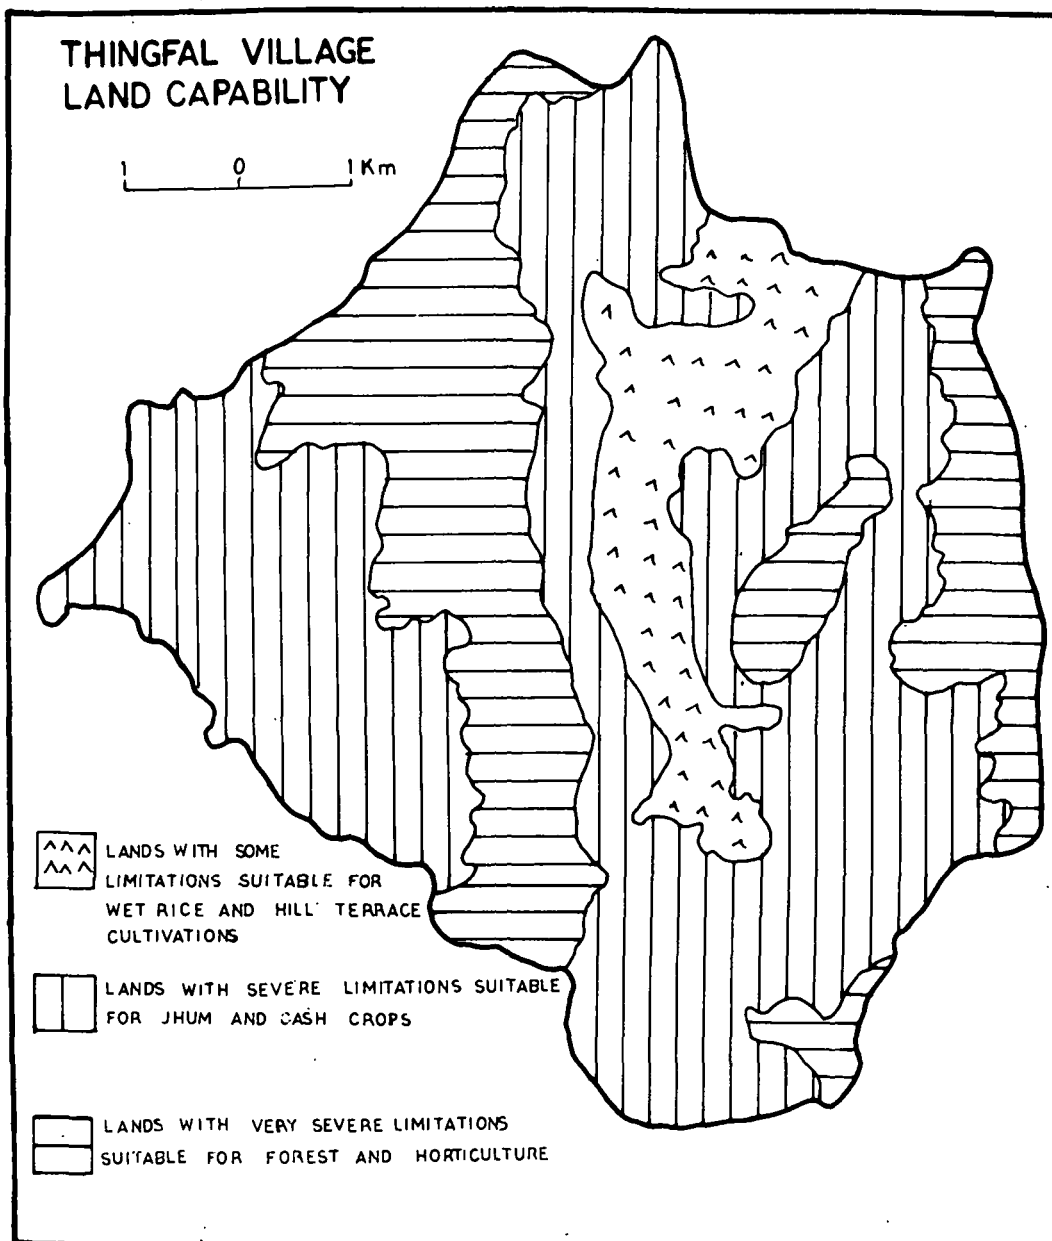 THINGFAL VILLAGE
LAND CAPABILITY
1 0 1 Km
LANDS WITH SOME
LIMITATIONS SUITABLE FOR
WET RICE AND HILL TERRACE
CULTIVATIONS
LANDS WITH SEVERE LIMITATIONS SUITABLE
FOR JHUM AND CASH CROPS
LANDS WITH VERY SEVERE LIMITATIONS
SUITABLE FOR FOREST AND HORTICULTURE